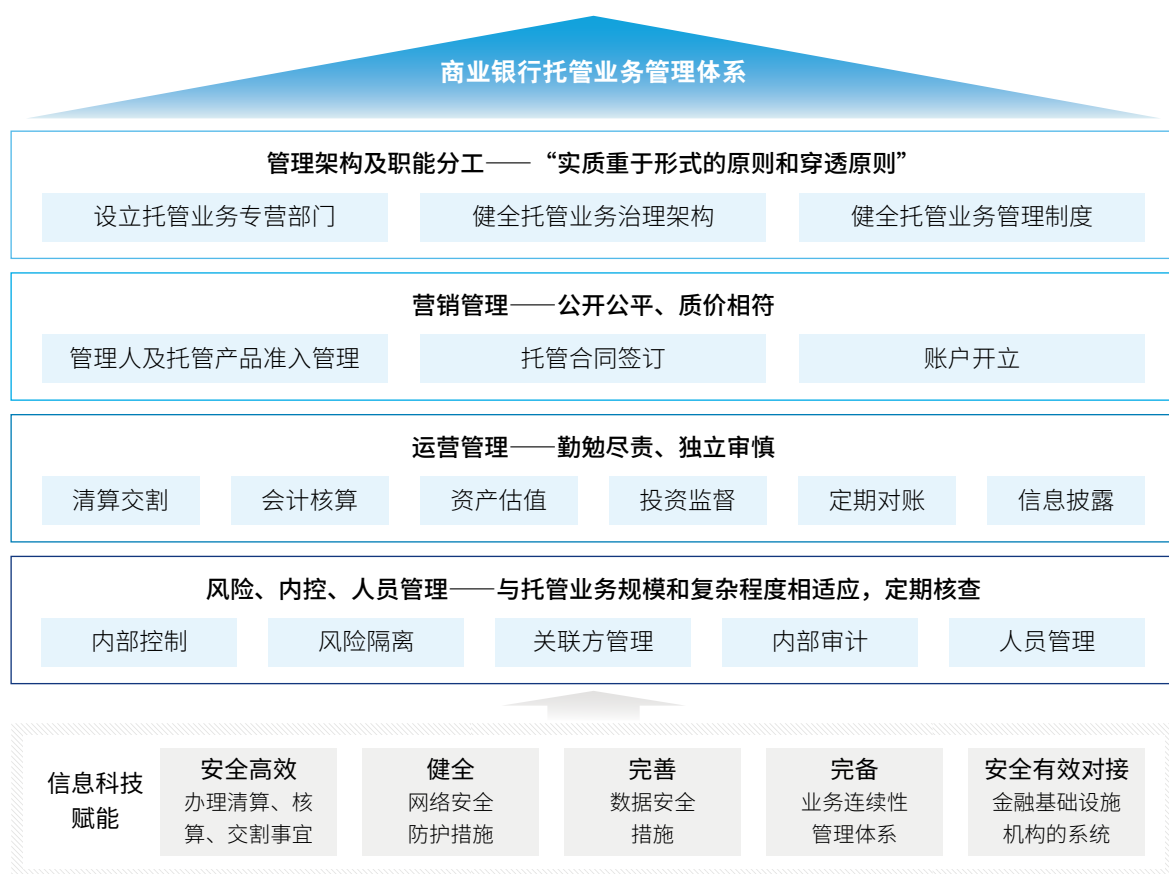 商业银行托管业务管理体系
管理架构及职能分工——“实质重于形式的原则和穿透原则”
设立托管业务专营部门
健全托管业务治理架构
健全托管业务管理制度
营销管理——公开公平、质价相符
管理人及托管产品准入管理
托管合同签订
账户开立
运营管理——勤勉尽责、独立审慎
清算交割
会计核算
资产估值
投资监督
定期对账
信息披露
风险、内控、人员管理——与托管业务规模和复杂程度相适应，定期核查
内部控制
风险隔离
关联方管理
内部审计
人员管理
信息科技
赋能
安全高效
办理清算、核
算、交割事宜
健全
网络安全
防护措施
完善
数据安全
措施
完备
业务连续性
管理体系
安全有效对接
金融基础设施
机构的系统